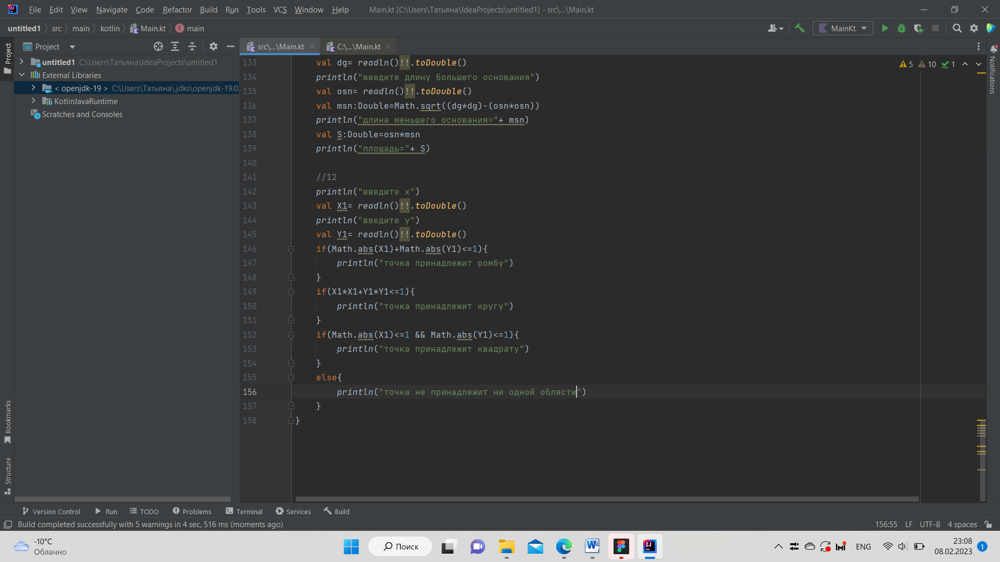 File Edit View Navigate Code Refactor Build Run Tools VCS Window Help Main.kt [C:\Users\Татьяна\IdeaProjects\untitled1] - src\...\Main.kt
untitled1 src main kotlin Main.kt main MainKt
Project src\...\Main.kt C:\...\Main.kt
untitled1 C:\Users\Татьяна\IdeaProjects\untitled1
External Libraries
< openjdk-19 > C:\Users\Татьяна\.jdks\openjdk-19.0.
KotlinJavaRuntime
Scratches and Consoles
Project
Bookmarks
Structure
Notifications
5 10 1
133 val dg= readln()!!.toDouble()
134 println("введите длину большего основания")
135 val osn= readln()!!.toDouble()
136 val msn:Double=Math.sqrt((dg*dg)-(osn*osn))
137 println("длина меньшего основания="+ msn)
138 val S:Double=osn*msn
139 println("площадь="+ S)
140
141 //12
142 println("введите x")
143 val X1= readln()!!.toDouble()
144 println("введите y")
145 val Y1= readln()!!.toDouble()
146 if(Math.abs(X1)+Math.abs(Y1)<=1){
147 println("точка принадлежит ромбу")
148 }
149 if(X1*X1+Y1*Y1<=1){
150 println("точка принадлежит кругу")
151 }
152 if(Math.abs(X1)<=1 && Math.abs(Y1)<=1){
153 println("точка принадлежит квадрату")
154 }
155 else{
156 println("точка не принадлежит ни одной области")
157 }
158 }
Version Control Run TODO Problems Terminal Services Build
Build completed successfully with 5 warnings in 4 sec, 516 ms (moments ago) 156:55 LF UTF-8 4 spaces
-10°C
Облачно
Поиск
ENG
23:08
08.02.2023
1